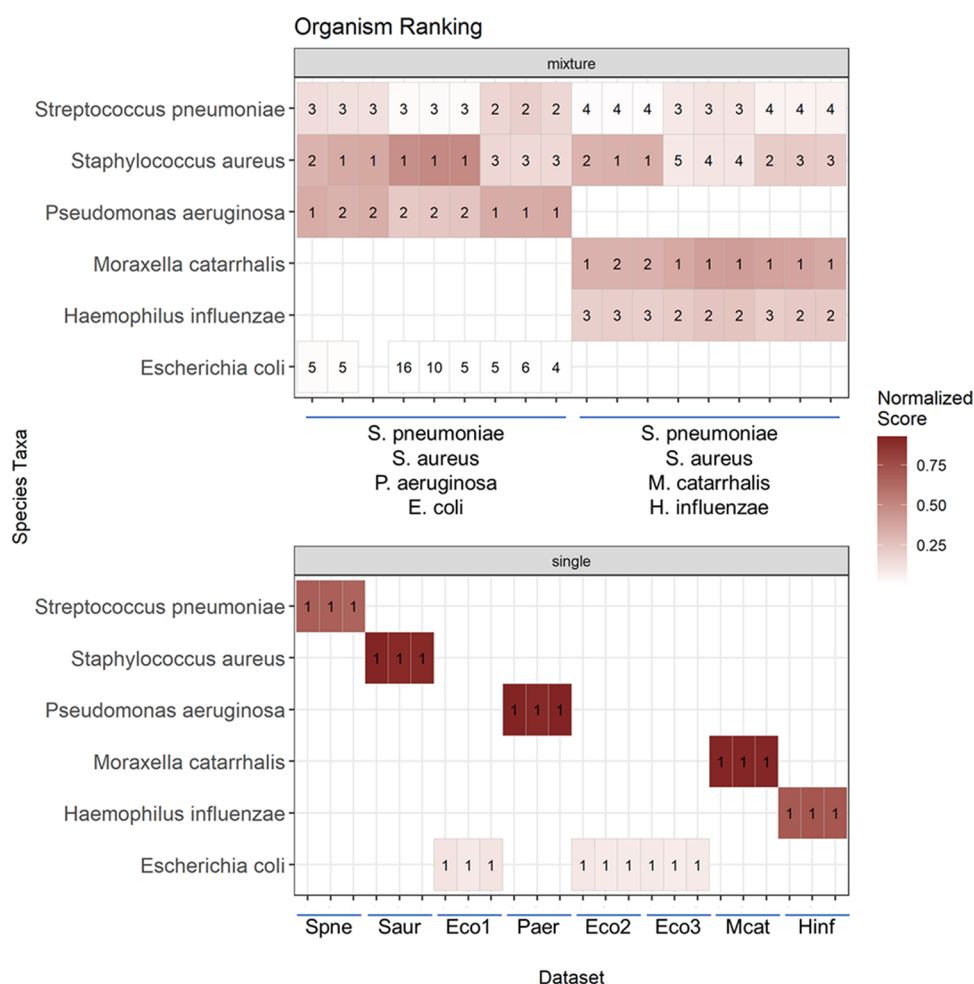 Organism Ranking
mixture
Streptococcus pneumoniae 3 3 3 3 3 3 2 2 2 4 4 4 3 3 3 4 4 4
Staphylococcus aureus 2 1 1 1 1 1 3 3 3 2 1 1 5 4 4 2 3 3
Pseudomonas aeruginosa 1 2 2 2 2 2 1 1 1
Moraxella catarrhalis 1 2 2 1 1 1 1 1 1
Haemophilus influenzae 3 3 3 2 2 2 3 2 2
Escherichia coli 5 5 16 10 5 5 6 4
S. pneumoniae S. pneumoniae
S. aureus S. aureus
P. aeruginosa M. catarrhalis
E. coli H. influenzae
Normalized
Score
0.75
0.50
0.25
Species Taxa
single
Streptococcus pneumoniae 1 1 1
Staphylococcus aureus 1 1 1
Pseudomonas aeruginosa 1 1 1
Moraxella catarrhalis 1 1 1
Haemophilus influenzae 1 1 1
Escherichia coli 1 1 1 1 1 1 1 1 1
Spne Saur Eco1 Paer Eco2 Eco3 Mcat Hinf
Dataset